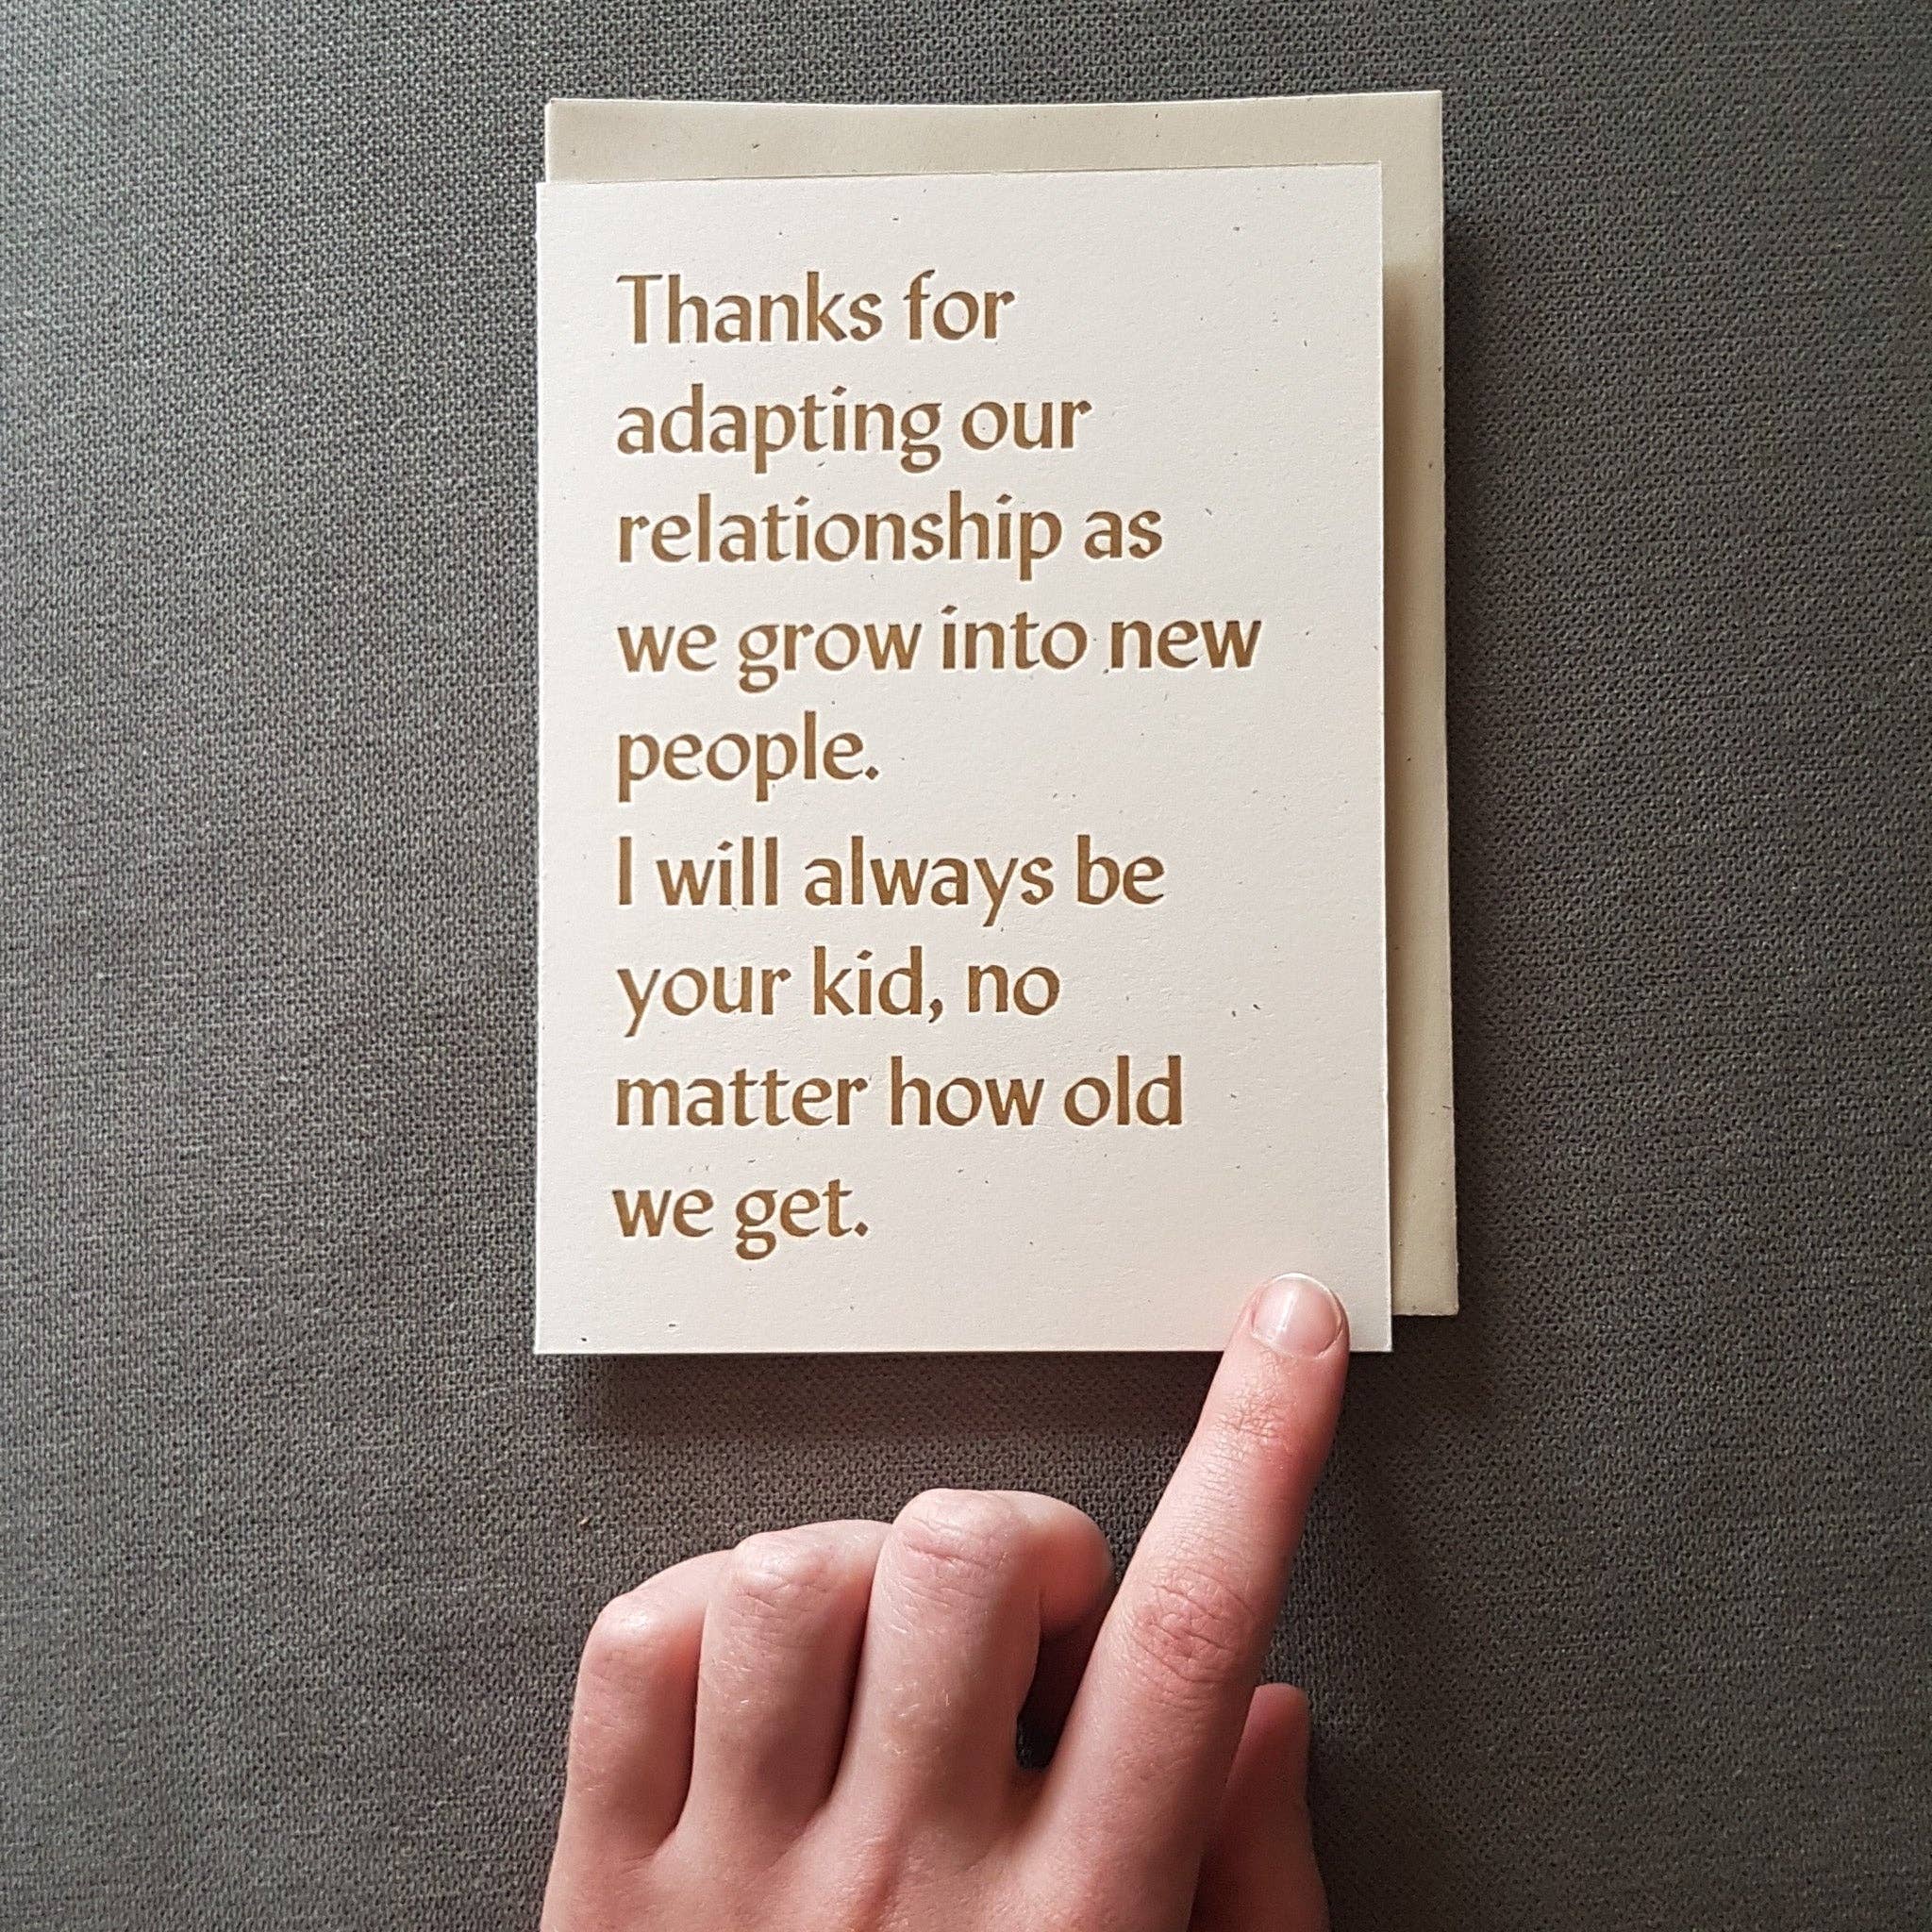 Thanks for
adapting our
relationship as
we grow into new
people.
I will always be
your kid, no
matter how old
we get.